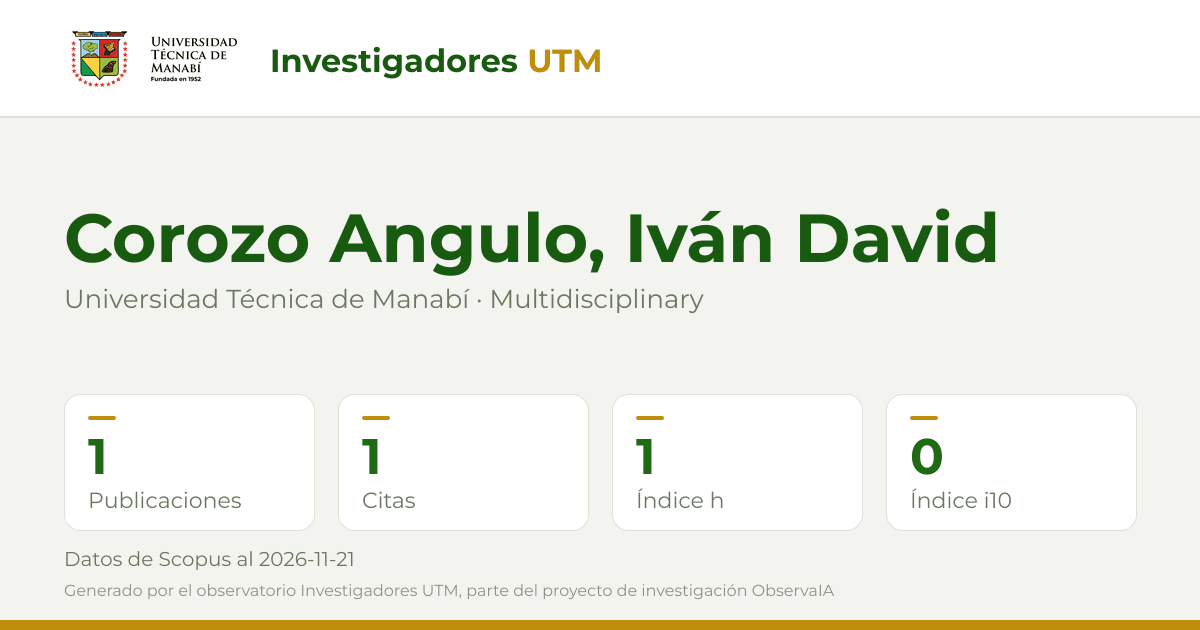 UNIVERSIDAD
TÉCNICA DE
MANABÍ
Fundada en 1952
Investigadores UTM
Corozo Angulo, Iván David
Universidad Técnica de Manabí · Multidisciplinary
1
Publicaciones
1
Citas
1
Índice h
0
Índice i10
Datos de Scopus al 2026-11-21
Generado por el observatorio Investigadores UTM, parte del proyecto de investigación ObservaIA